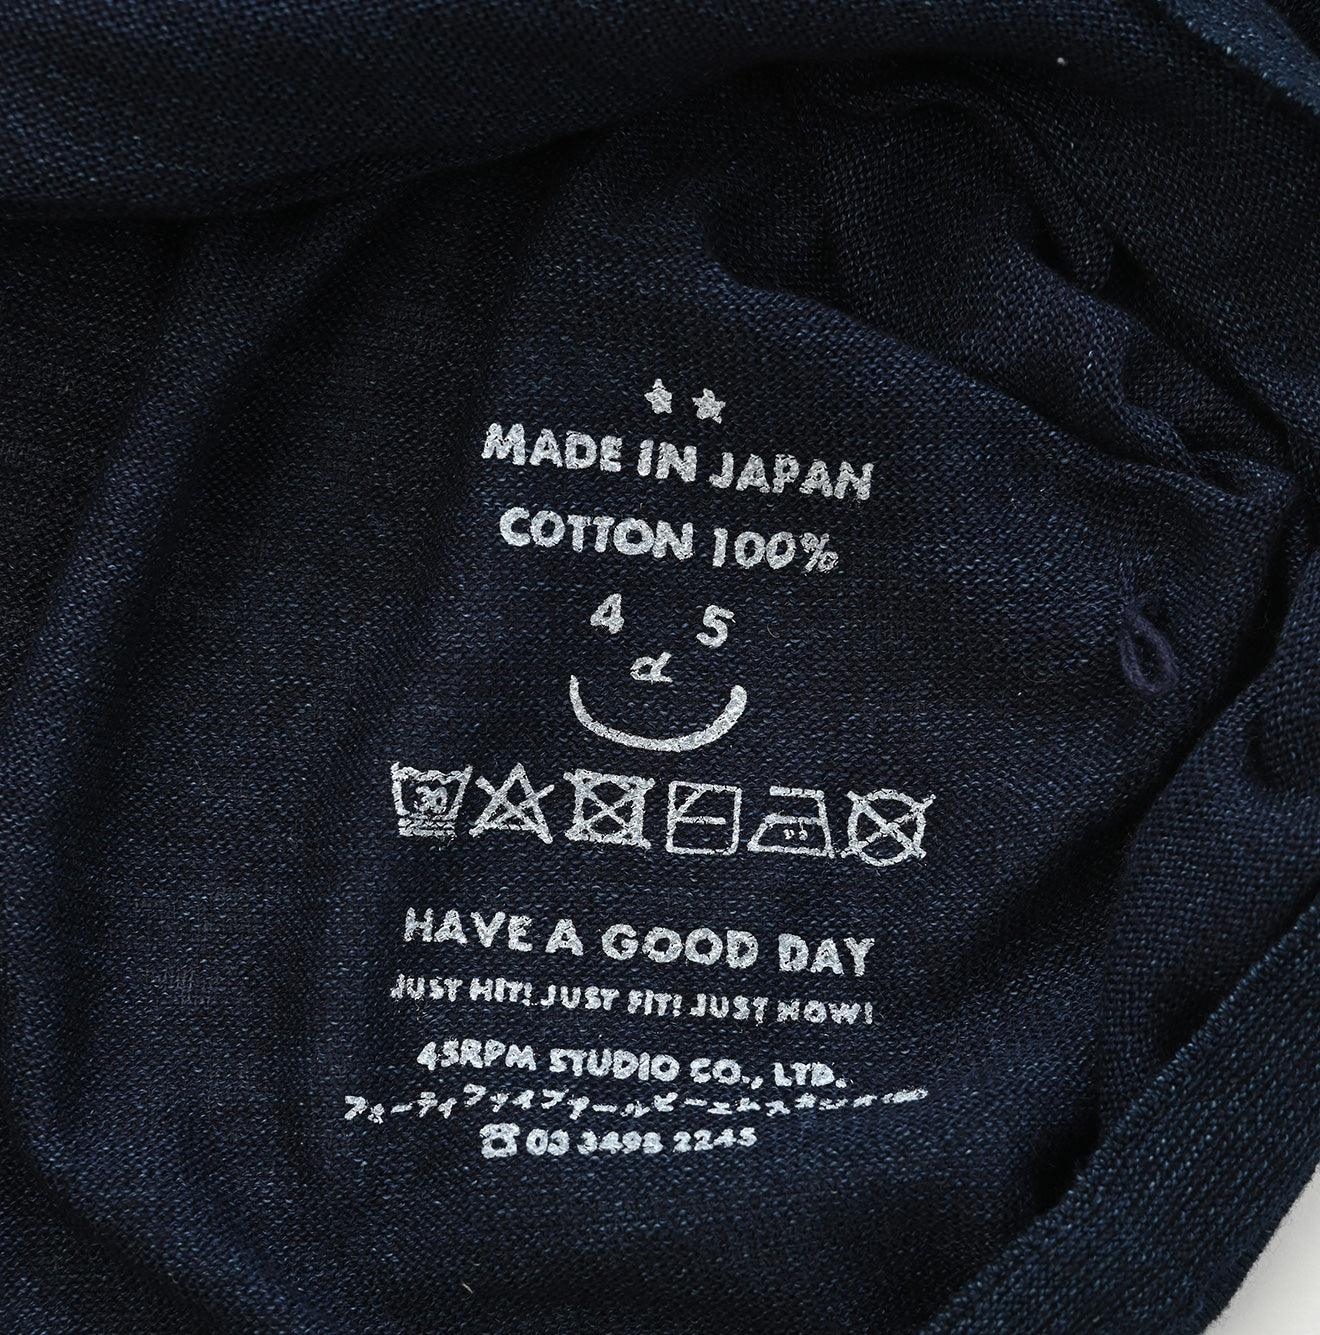 MADE IN JAPAN
COTTON 100%
4 5
d
30
HAVE A GOOD DAY
JUST HIT! JUST FIT! JUST NOW!
45RPM STUDIO CO., LTD.
フォーティファイブアールピーエムスタジオ(株)
☎ 03 3498 2245